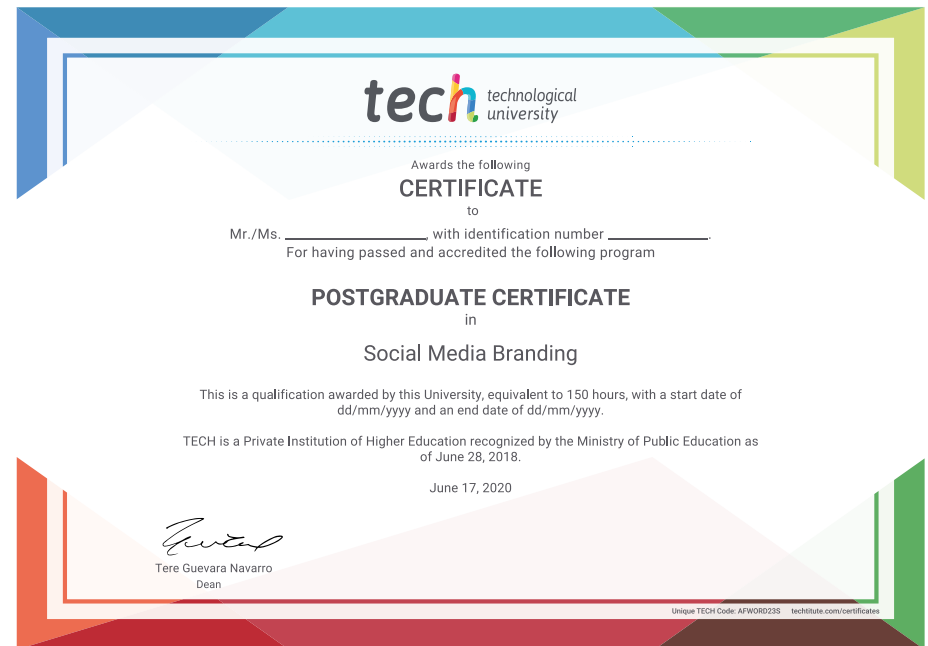 tech technological
university
Awards the following
CERTIFICATE
to
Mr./Ms. ____________________, with identification number ______________.
For having passed and accredited the following program
POSTGRADUATE CERTIFICATE
in
Social Media Branding
This is a qualification awarded by this University, equivalent to 150 hours, with a start date of
dd/mm/yyyy and an end date of dd/mm/yyyy.
TECH is a Private Institution of Higher Education recognized by the Ministry of Public Education as
of June 28, 2018.
June 17, 2020
Tere Guevara Navarro
Dean
Unique TECH Code: AFWORD23S techtitute.com/certificates